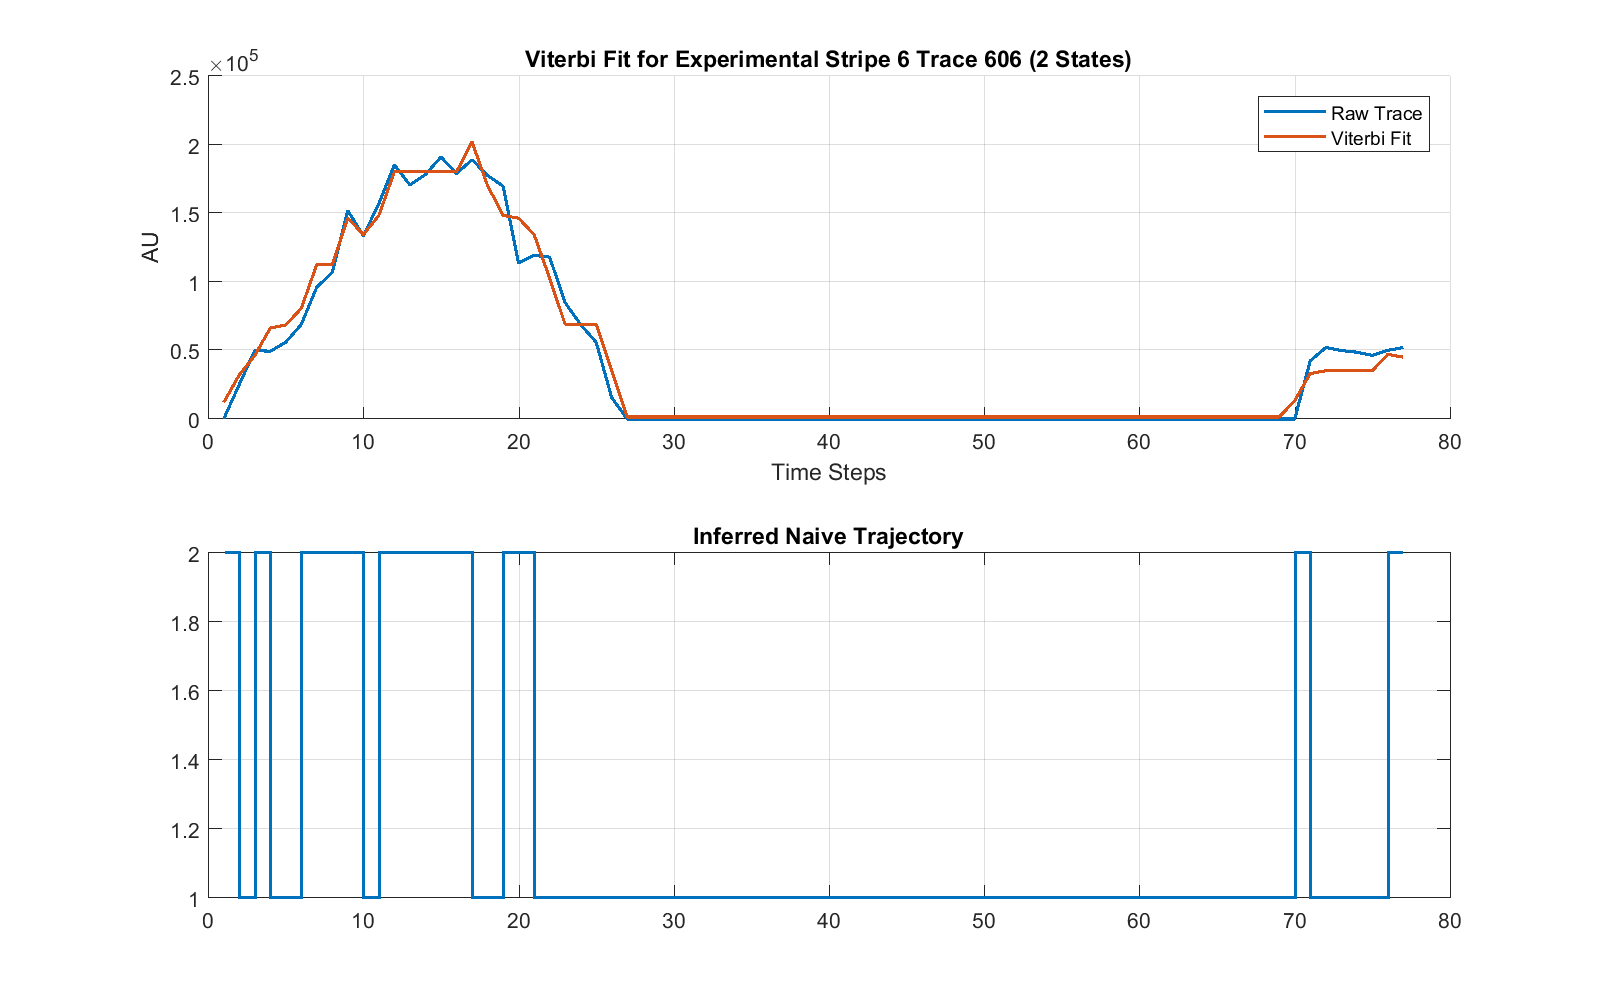 Viterbi Fit for Experimental Stripe 6 Trace 606 (2 States)
×10^5
2.5
2
1.5
1
0.5
0
AU
Raw Trace
Viterbi Fit
0 10 20 30 40 50 60 70 80
Time Steps
Inferred Naive Trajectory
2
1.8
1.6
1.4
1.2
1
0 10 20 30 40 50 60 70 80